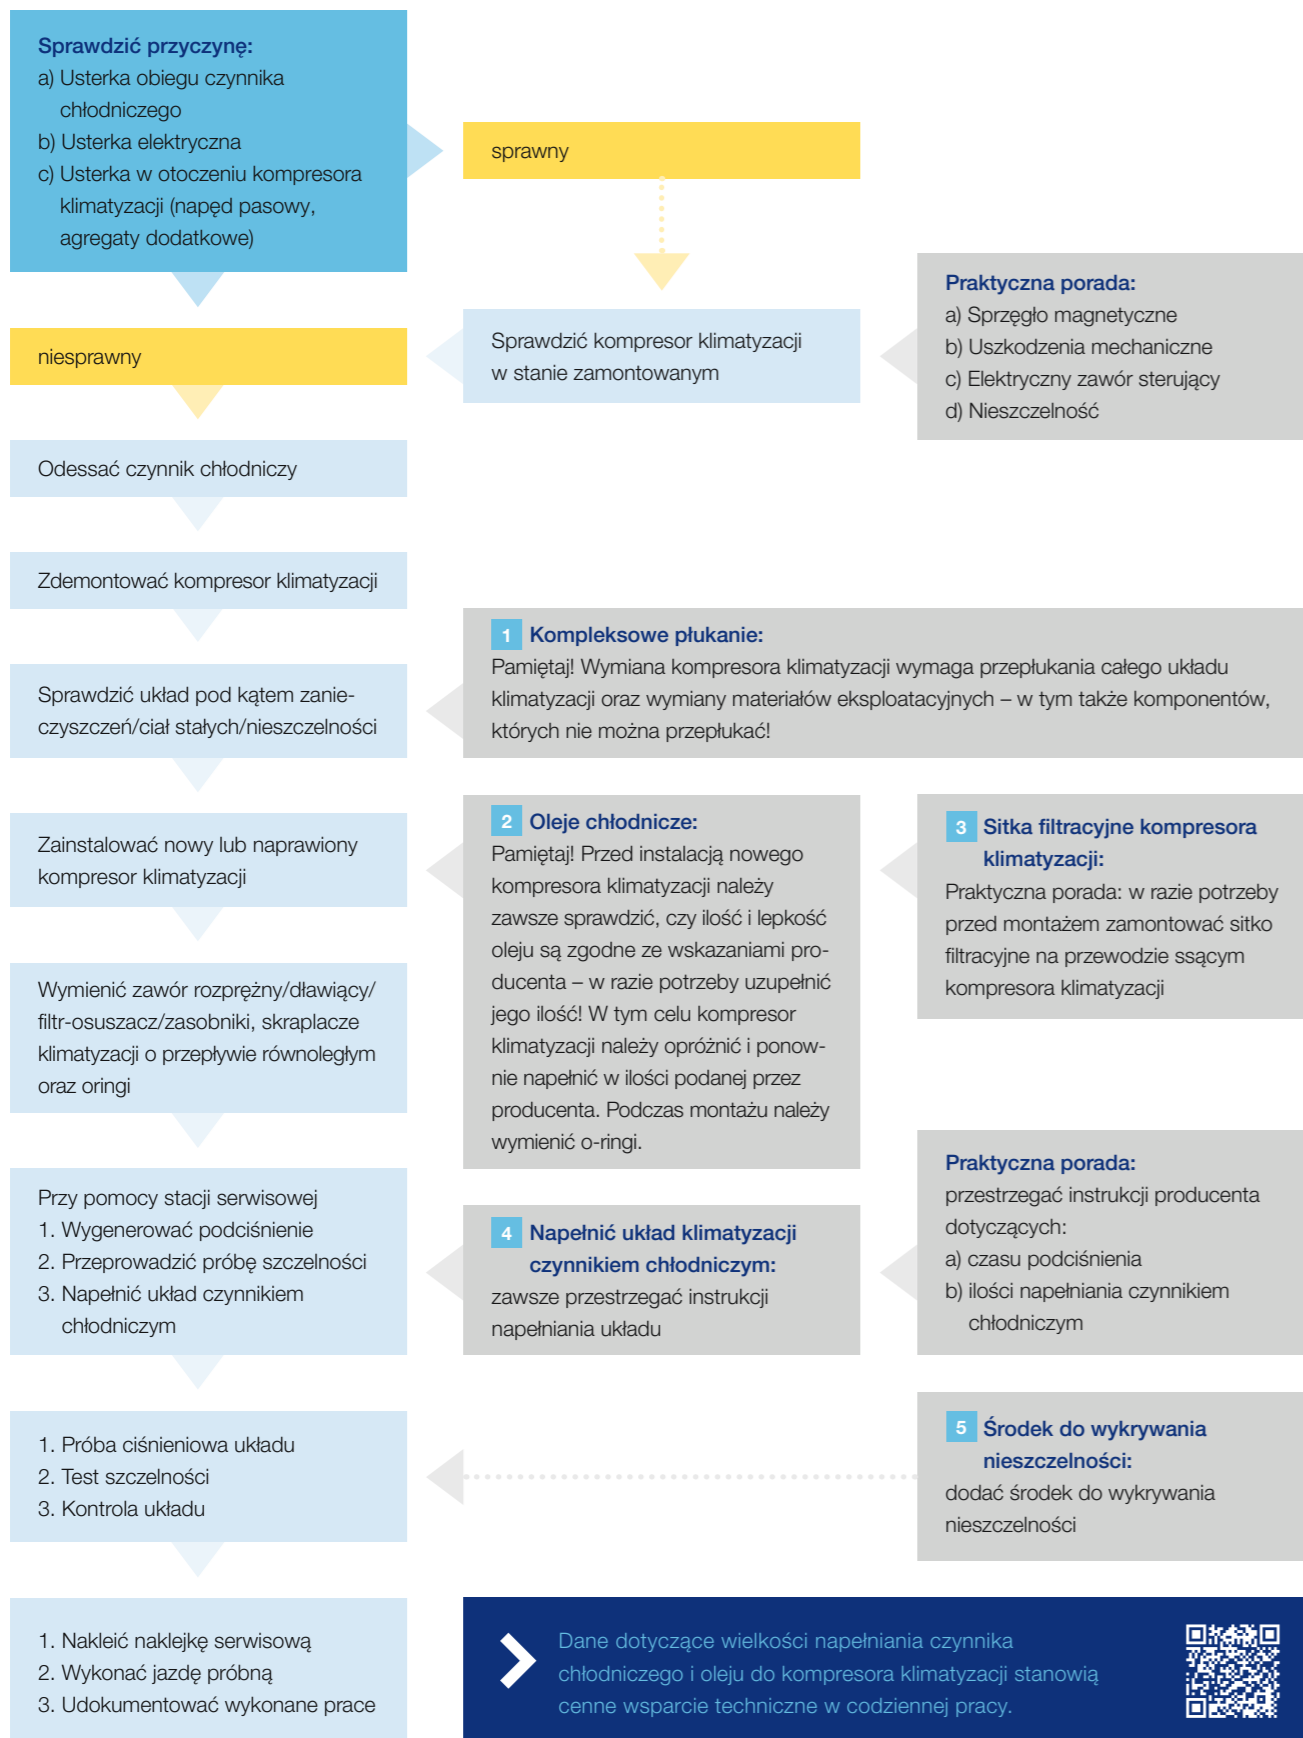 Sprawdzić przyczynę:
a) Usterka obiegu czynnika
chłodniczego
b) Usterka elektryczna
c) Usterka w otoczeniu kompresora
klimatyzacji (napęd pasowy,
agregaty dodatkowe)
sprawny
niesprawny
Sprawdzić kompresor klimatyzacji
w stanie zamontowanym
Praktyczna porada:
a) Sprzęgło magnetyczne
b) Uszkodzenia mechaniczne
c) Elektryczny zawór sterujący
d) Nieszczelność
Odessać czynnik chłodniczy
Zdemontować kompresor klimatyzacji
Sprawdzić układ pod kątem zanie-
czyszczeń/ciał stałych/nieszczelności
1 Kompleksowe płukanie:
Pamiętaj! Wymiana kompresora klimatyzacji wymaga przepłukania całego układu
klimatyzacji oraz wymiany materiałów eksploatacyjnych – w tym także komponentów,
których nie można przepłukać!
Zainstalować nowy lub naprawiony
kompresor klimatyzacji
2 Oleje chłodnicze:
Pamiętaj! Przed instalacją nowego
kompresora klimatyzacji należy
zawsze sprawdzić, czy ilość i lepkość
oleju są zgodne ze wskazaniami pro-
ducenta – w razie potrzeby uzupełnić
jego ilość! W tym celu kompresor
klimatyzacji należy opróżnić i ponow-
nie napełnić w ilości podanej przez
producenta. Podczas montażu należy
wymienić o-ringi.
3 Sitka filtracyjne kompresora
klimatyzacji:
Praktyczna porada: w razie potrzeby
przed montażem zamontować sitko
filtracyjne na przewodzie ssącym
kompresora klimatyzacji
Wymienić zawór rozprężny/dławiący/
filtr-osuszacz/zasobniki, skraplacze
klimatyzacji o przepływie równoległym
oraz oringi
Przy pomocy stacji serwisowej
1. Wygenerować podciśnienie
2. Przeprowadzić próbę szczelności
3. Napełnić układ czynnikiem
chłodniczym
4 Napełnić układ klimatyzacji
czynnikiem chłodniczym:
zawsze przestrzegać instrukcji
napełniania układu
Praktyczna porada:
przestrzegać instrukcji producenta
dotyczących:
a) czasu podciśnienia
b) ilości napełniania czynnikiem
chłodniczym
1. Próba ciśnieniowa układu
2. Test szczelności
3. Kontrola układu
5 Środek do wykrywania
nieszczelności:
dodać środek do wykrywania
nieszczelności
1. Nakleić naklejkę serwisową
2. Wykonać jazdę próbną
3. Udokumentować wykonane prace
Dane dotyczące wielkości napełniania czynnika
chłodniczego i oleju do kompresora klimatyzacji stanowią
cenne wsparcie techniczne w codziennej pracy.